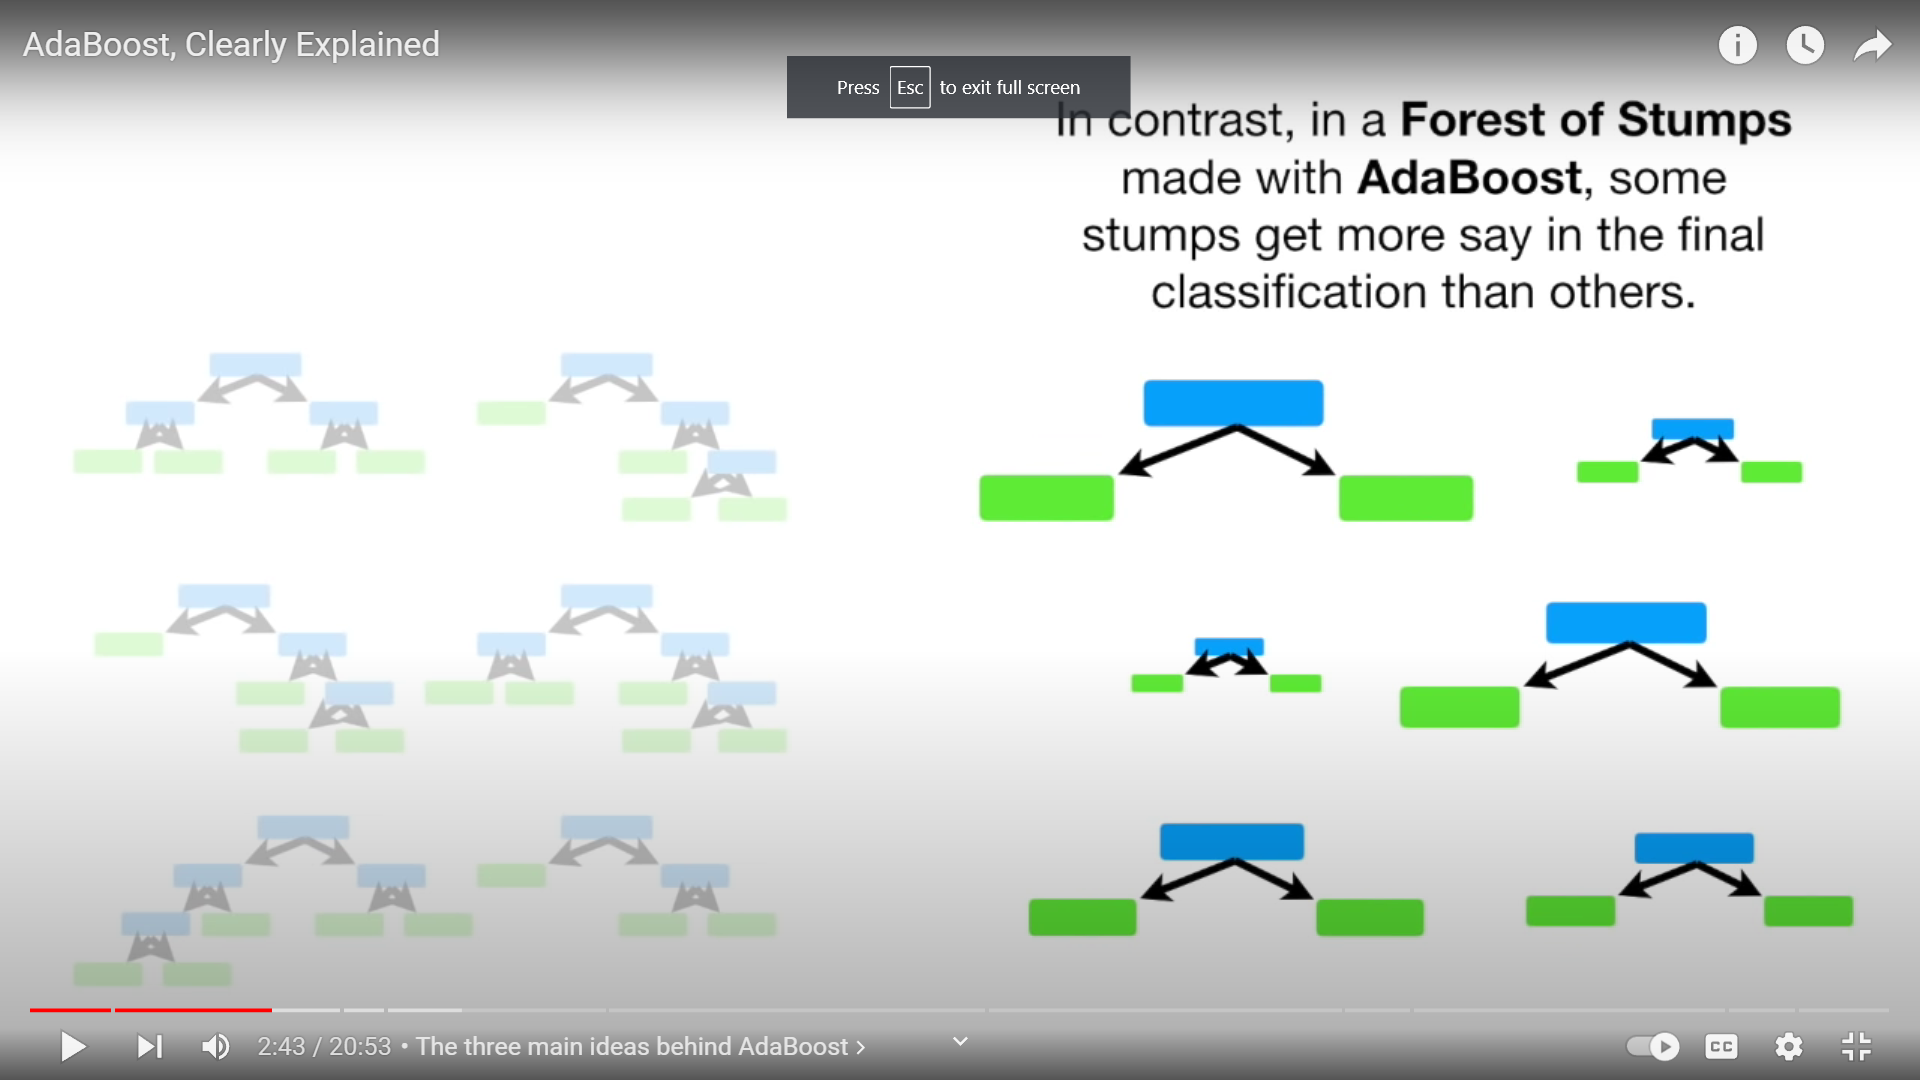 AdaBoost, Clearly Explained
Press Esc to exit full screen
In contrast, in a Forest of Stumps
made with AdaBoost, some
stumps get more say in the final
classification than others.
2:43 / 20:53 • The three main ideas behind AdaBoost
CC